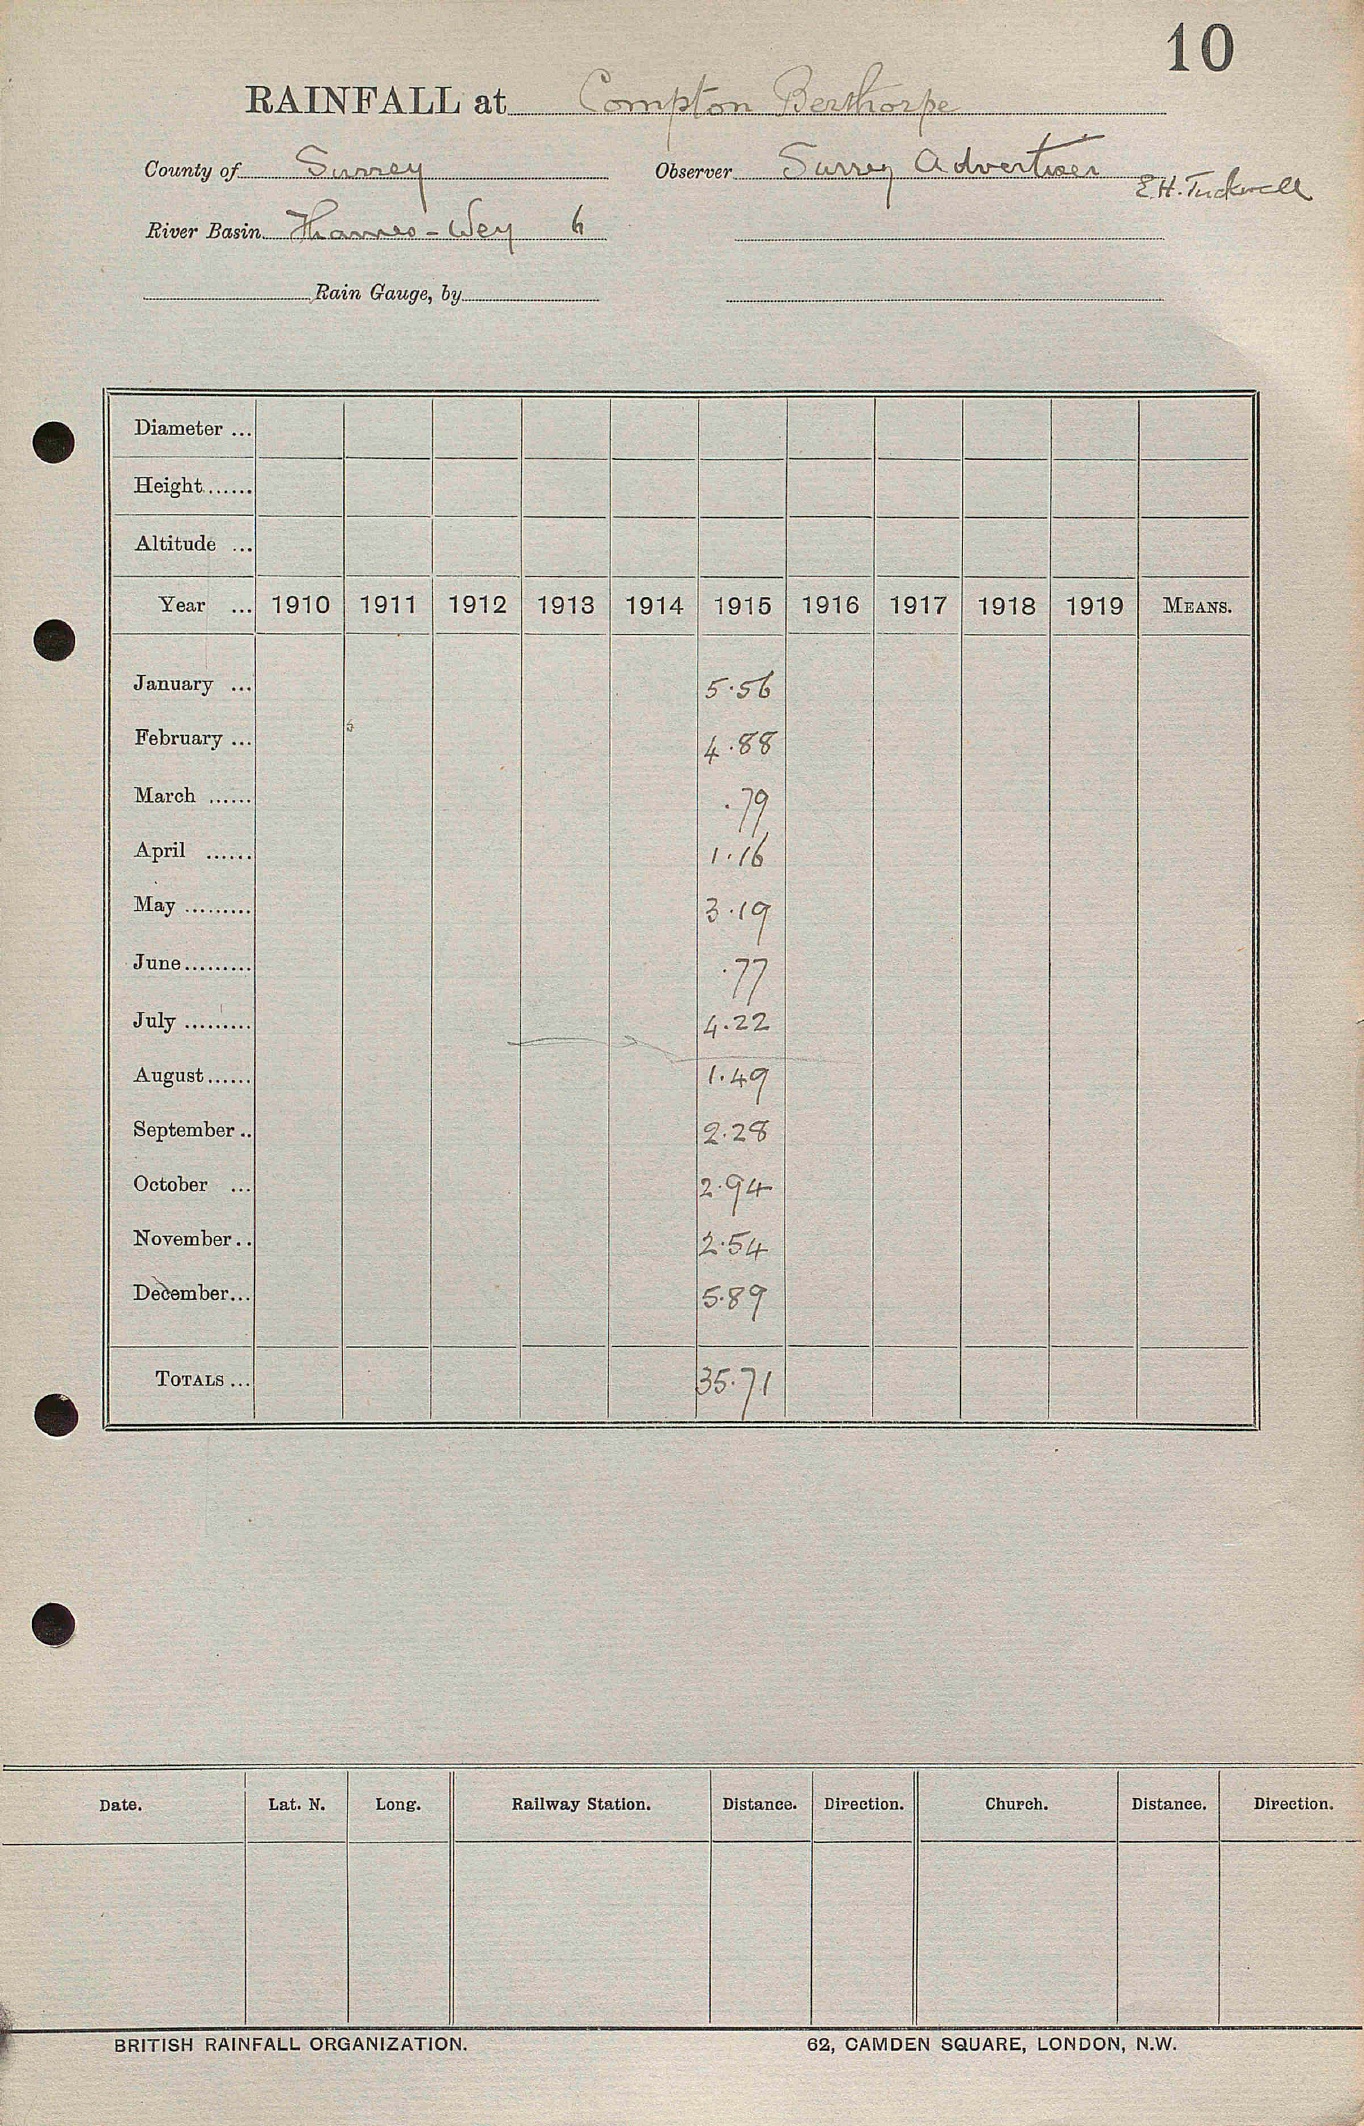 10
RAINFALL at Compton Berthorpe
County of Surrey Observer Surrey Advertiser
E.H. Tuckwell
River Basin Thames - Wey 6
Rain Gauge, by
Diameter ...
Height ......
Altitude ...
Year ... 1910 1911 1912 1913 1914 1915 1916 1917 1918 1919 MEANS.
January ... 5.56
February ... 4.88
March ...... .79
April ...... 1.16
May ......... 3.19
June ......... .77
July ......... 4.22
August ...... 1.49
September .. 2.28
October ... 2.94
November .. 2.54
December ... 5.89
TOTALS ... 35.71
Date. Lat. N. Long. Railway Station. Distance. Direction. Church. Distance. Direction.
BRITISH RAINFALL ORGANIZATION. 62, CAMDEN SQUARE, LONDON, N.W.